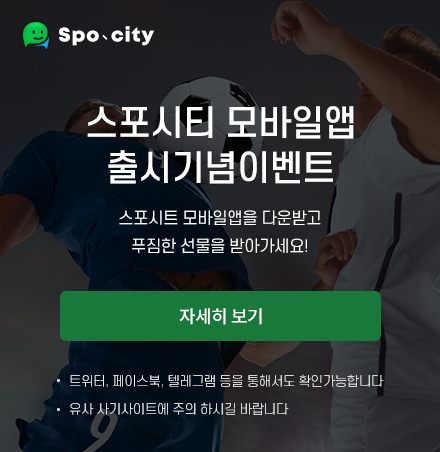 Spo·city
스포시티 모바일앱
출시기념이벤트
스포시트 모바일앱을 다운받고
푸짐한 선물을 받아가세요!
자세히 보기
• 트위터, 페이스북, 텔레그램 등을 통해서도 확인가능합니다
• 유사 사기사이트에 주의 하시길 바랍니다
9